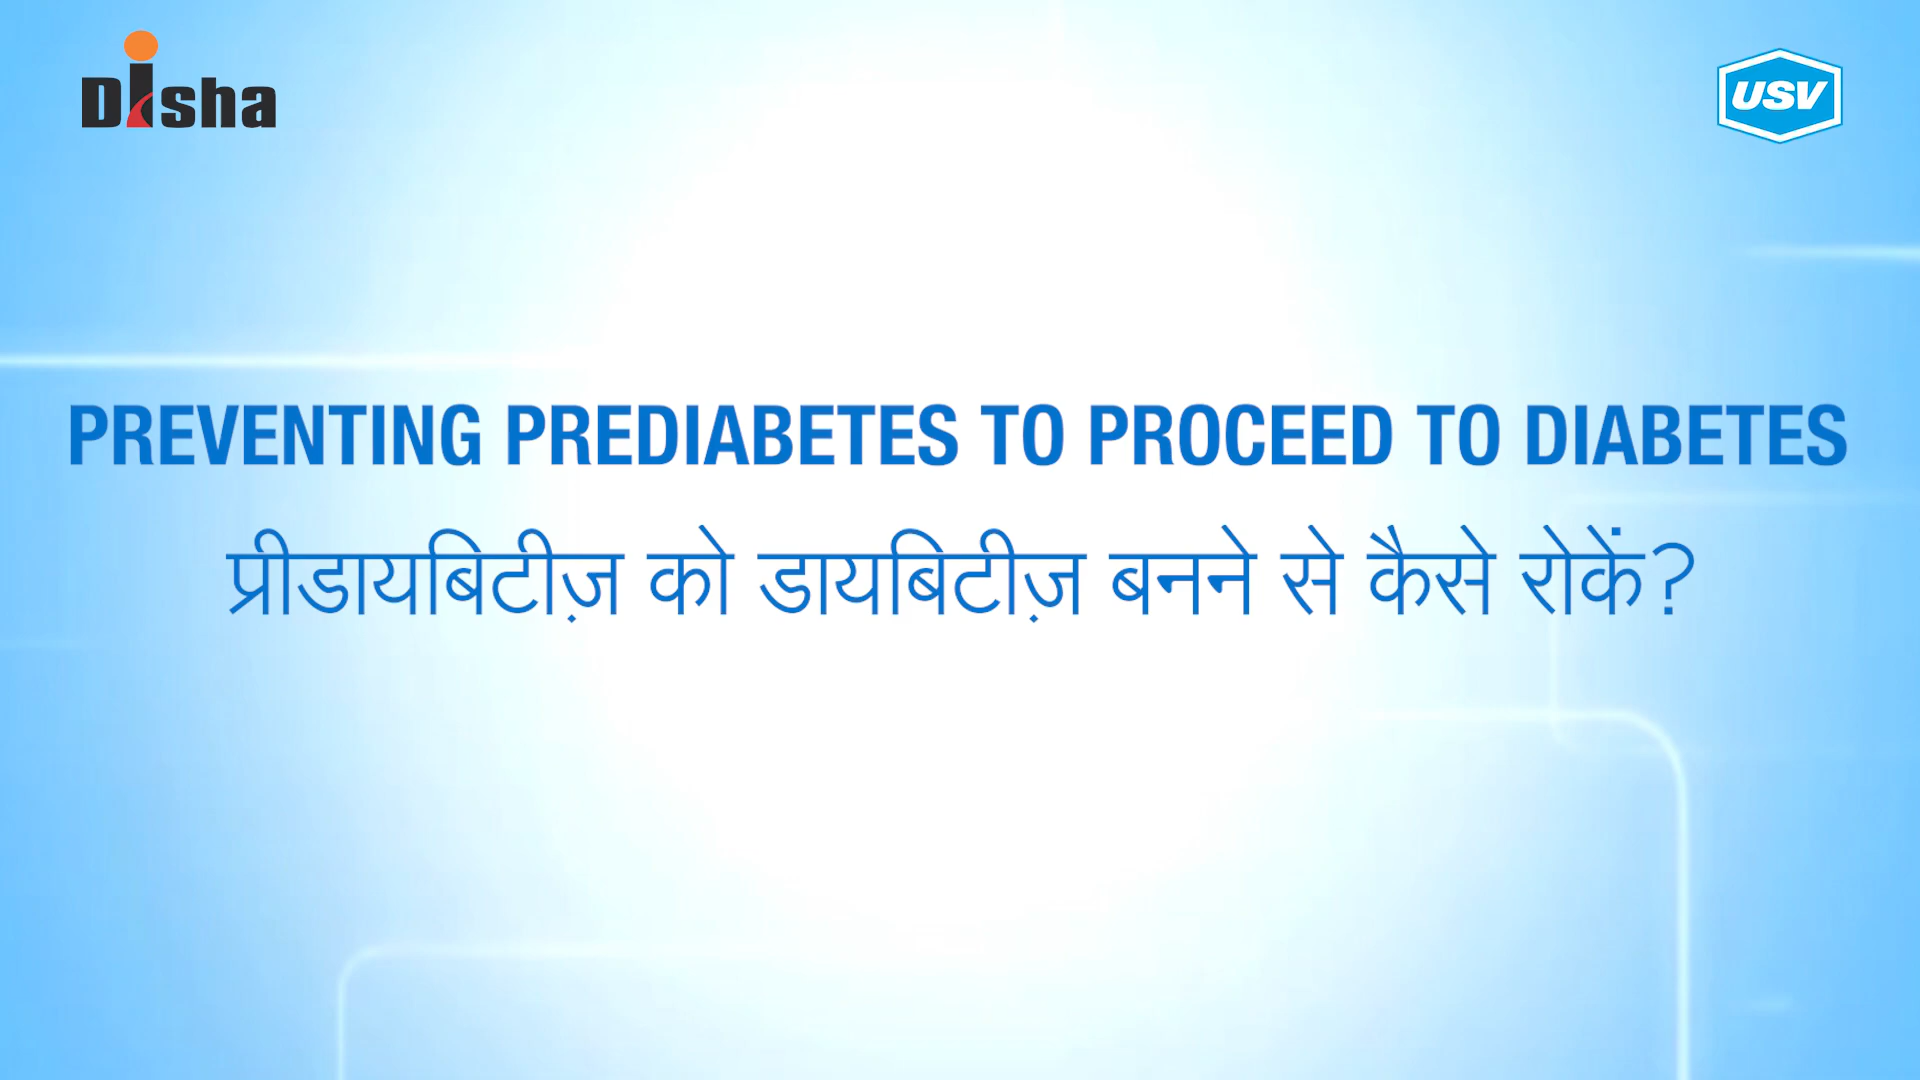 Disha
USV
PREVENTING PREDIABETES TO PROCEED TO DIABETES
प्रीडायबिटीज़ को डायबिटीज़ बनने से कैसे रोकें?